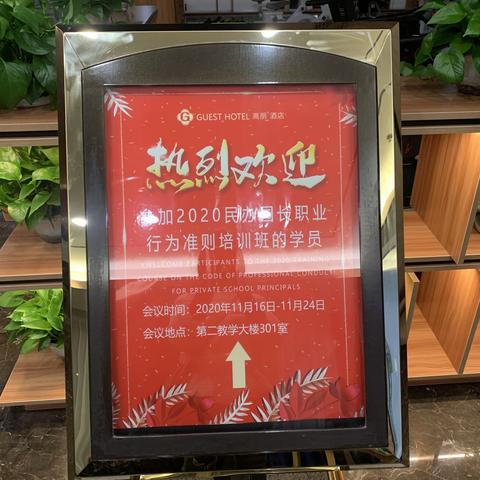 G GUEST HOTEL 高朋酒店
热烈欢迎
参加2020民办园长职业
行为准则培训班的学员
WELCOME PARTICIPANTS TO THE 2020 TRAINING
COURSE ON THE CODE OF PROFESSIONAL CONDUCT
FOR PRIVATE SCHOOL PRINCIPALS
会议时间：2020年11月16日-11月24日
会议地点：第二教学大楼301室